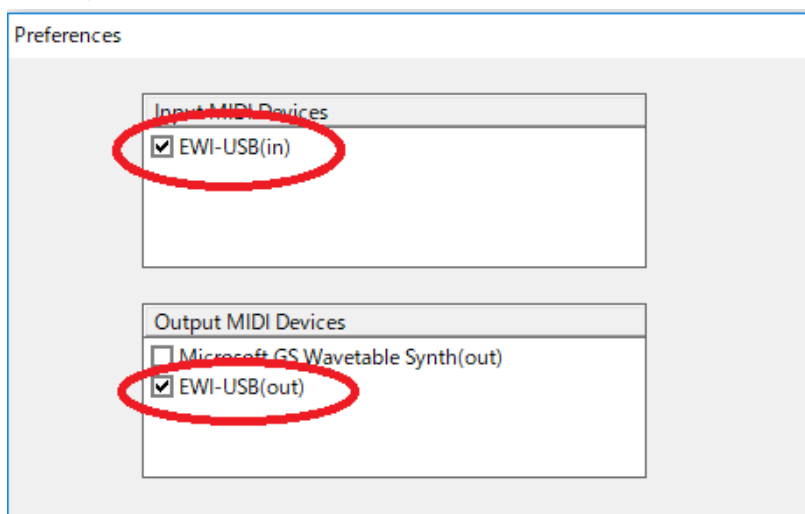 Preferences
Input MIDI Devices
EWI-USB(in)
Output MIDI Devices
Microsoft GS Wavetable Synth(out)
EWI-USB(out)